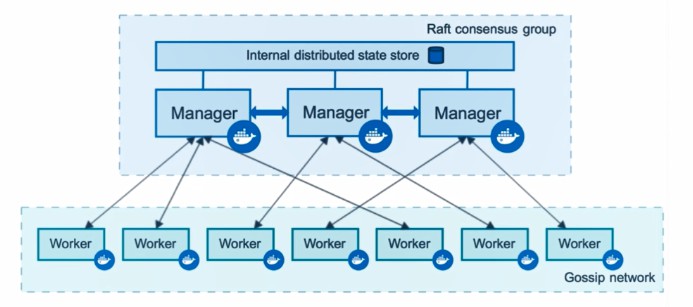 Raft consensus group
Internal distributed state store
Manager
Manager
Manager
Worker
Worker
Worker
Worker
Worker
Worker
Worker
Gossip network